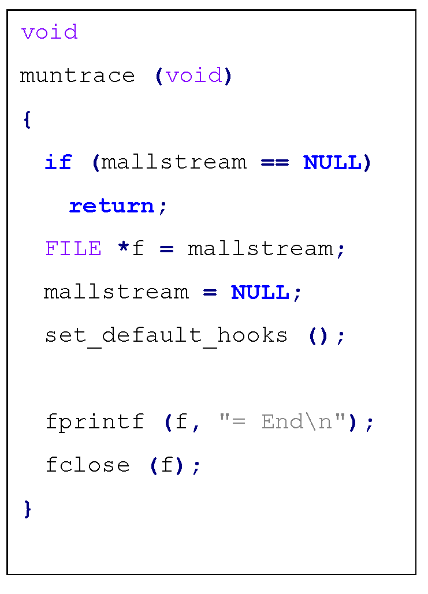 void
muntrace (void)
{
  if (mallstream == NULL)
    return;
  FILE *f = mallstream;
  mallstream = NULL;
  set_default_hooks ();

  fprintf (f, "= End\n");
  fclose (f);
}